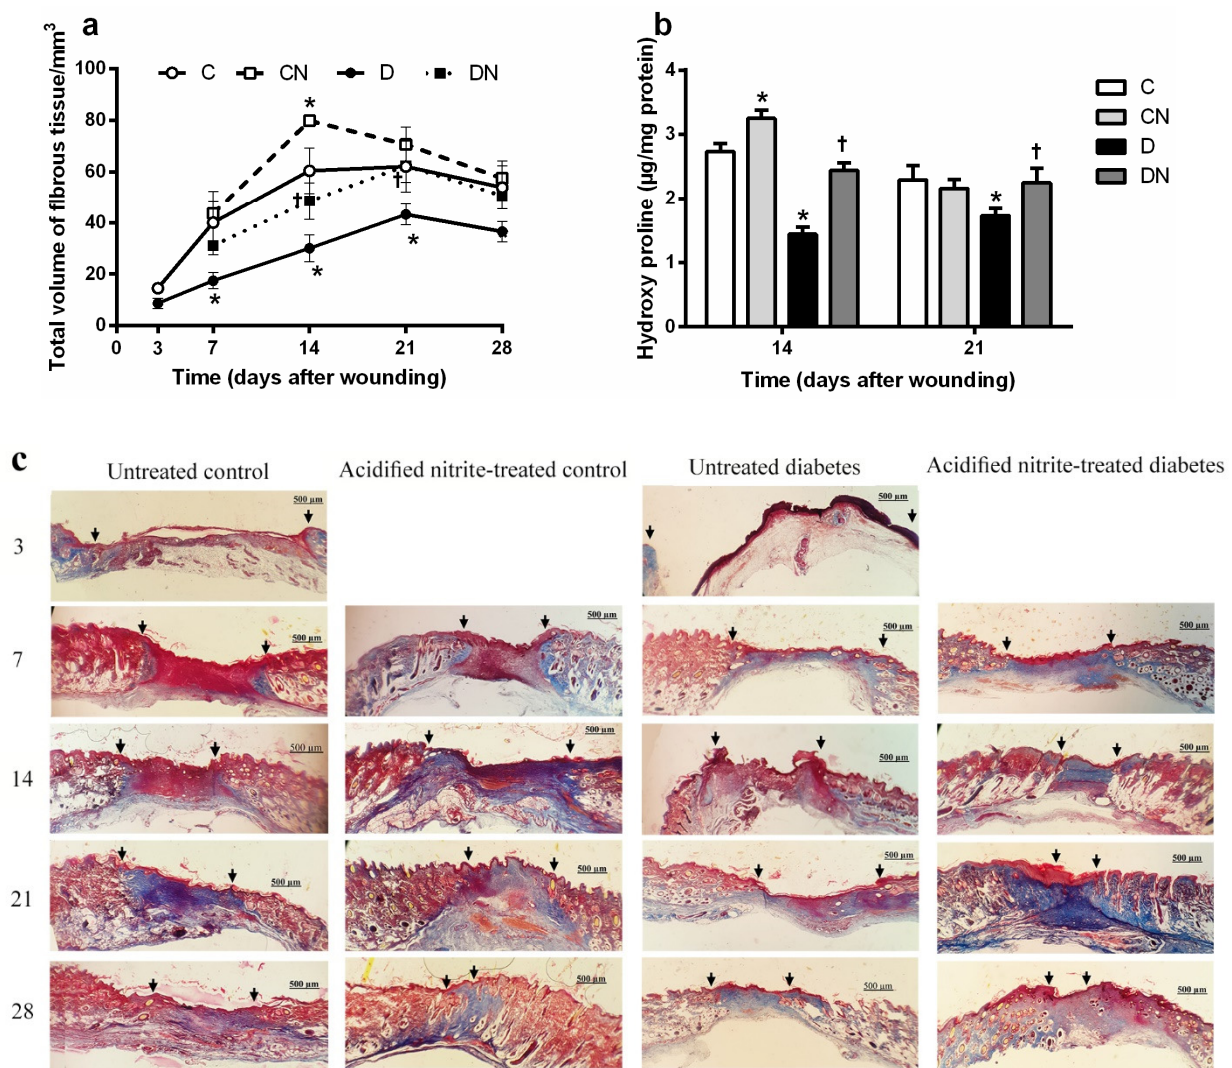 a
Total volume of fibrous tissue/mm³
C CN D DN
100
80
60
40
20
0
*
†
†
*
*
*
0 3 7 14 21 28
Time (days after wounding)
b
Hydroxy proline (µg/mg protein)
4
3
2
1
0
*
*
†
*
†
14 21
Time (days after wounding)
C
CN
D
DN
c
Untreated control Acidified nitrite-treated control Untreated diabetes Acidified nitrite-treated diabetes
3
500 µm 500 µm
7
500 µm 500 µm 500 µm 500 µm
14
500 µm 500 µm 500 µm 500 µm
21
500 µm 500 µm 500 µm 500 µm
28
500 µm 500 µm 500 µm 500 µm